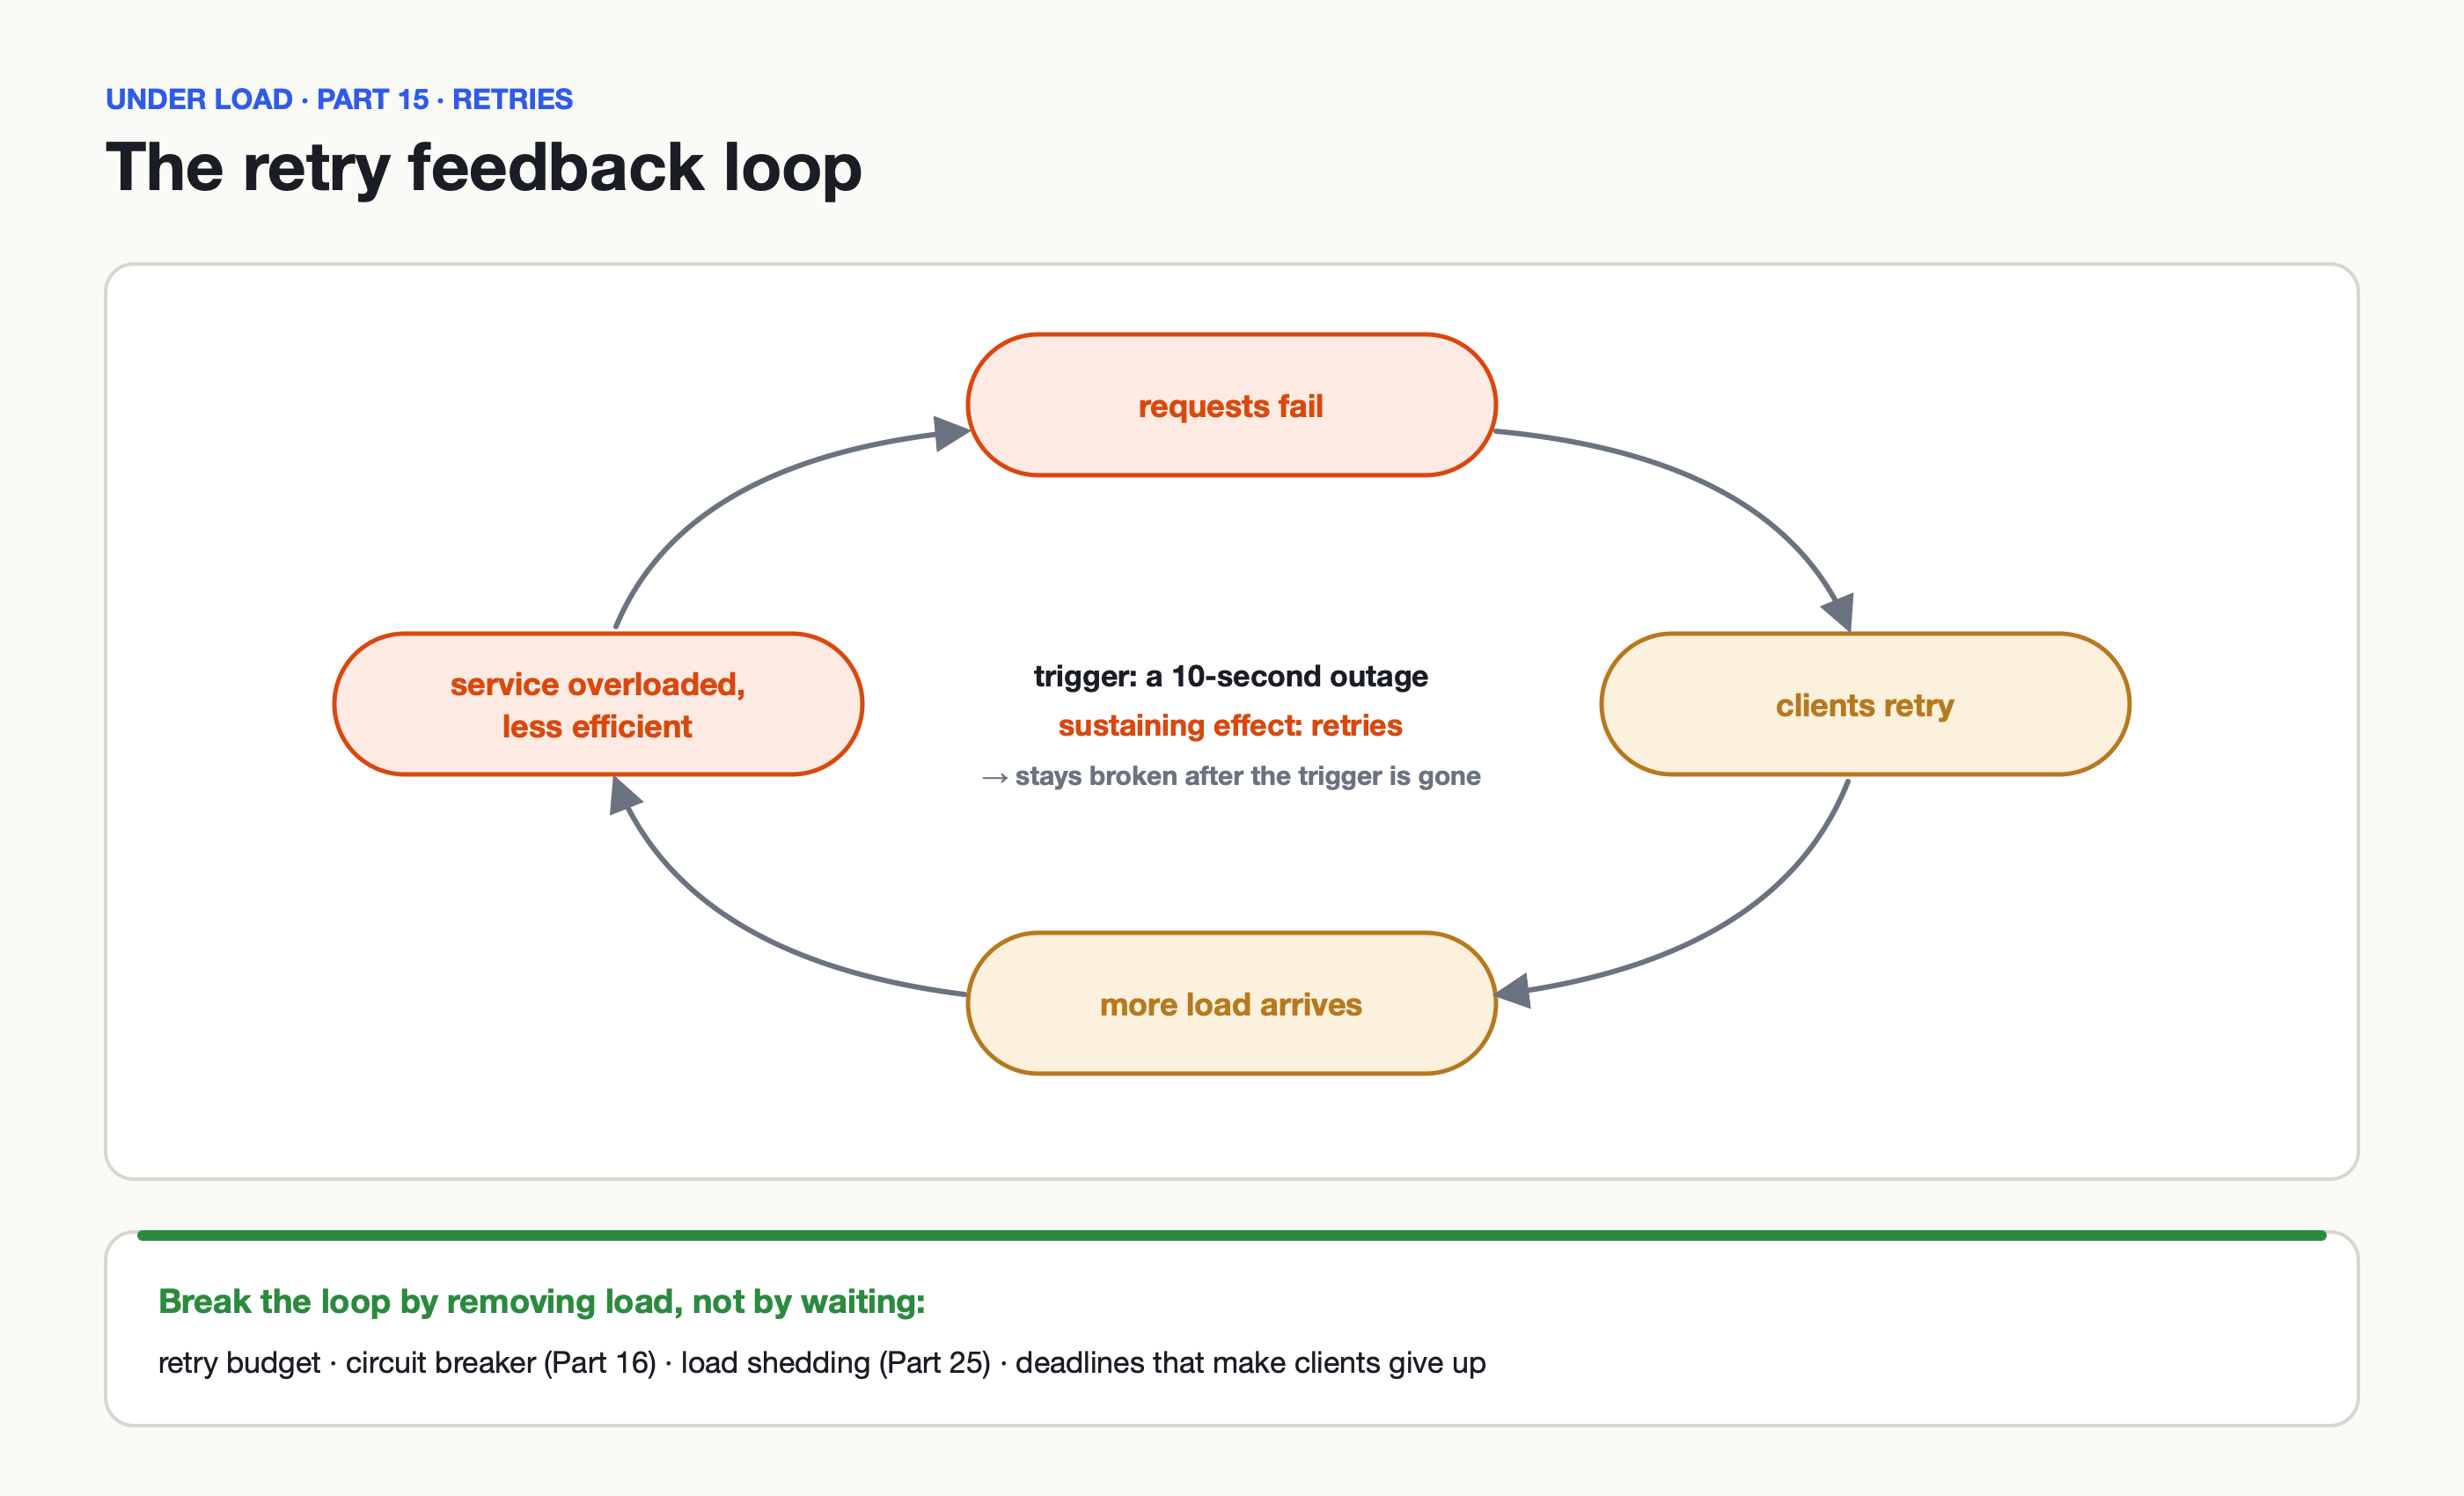 UNDER LOAD · PART 15 · RETRIES
The retry feedback loop
requests fail
service overloaded,
less efficient
trigger: a 10-second outage
sustaining effect: retries
→ stays broken after the trigger is gone
clients retry
more load arrives
Break the loop by removing load, not by waiting:
retry budget · circuit breaker (Part 16) · load shedding (Part 25) · deadlines that make clients give up